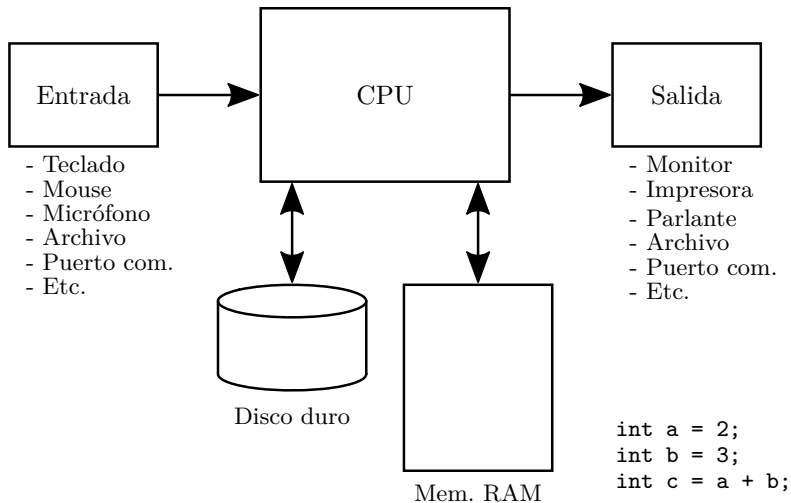 Entrada
CPU
Salida
- Teclado
- Mouse
- Micrófono
- Archivo
- Puerto com.
- Etc.
- Monitor
- Impresora
- Parlante
- Archivo
- Puerto com.
- Etc.
Disco duro
Mem. RAM
int a = 2;
int b = 3;
int c = a + b;